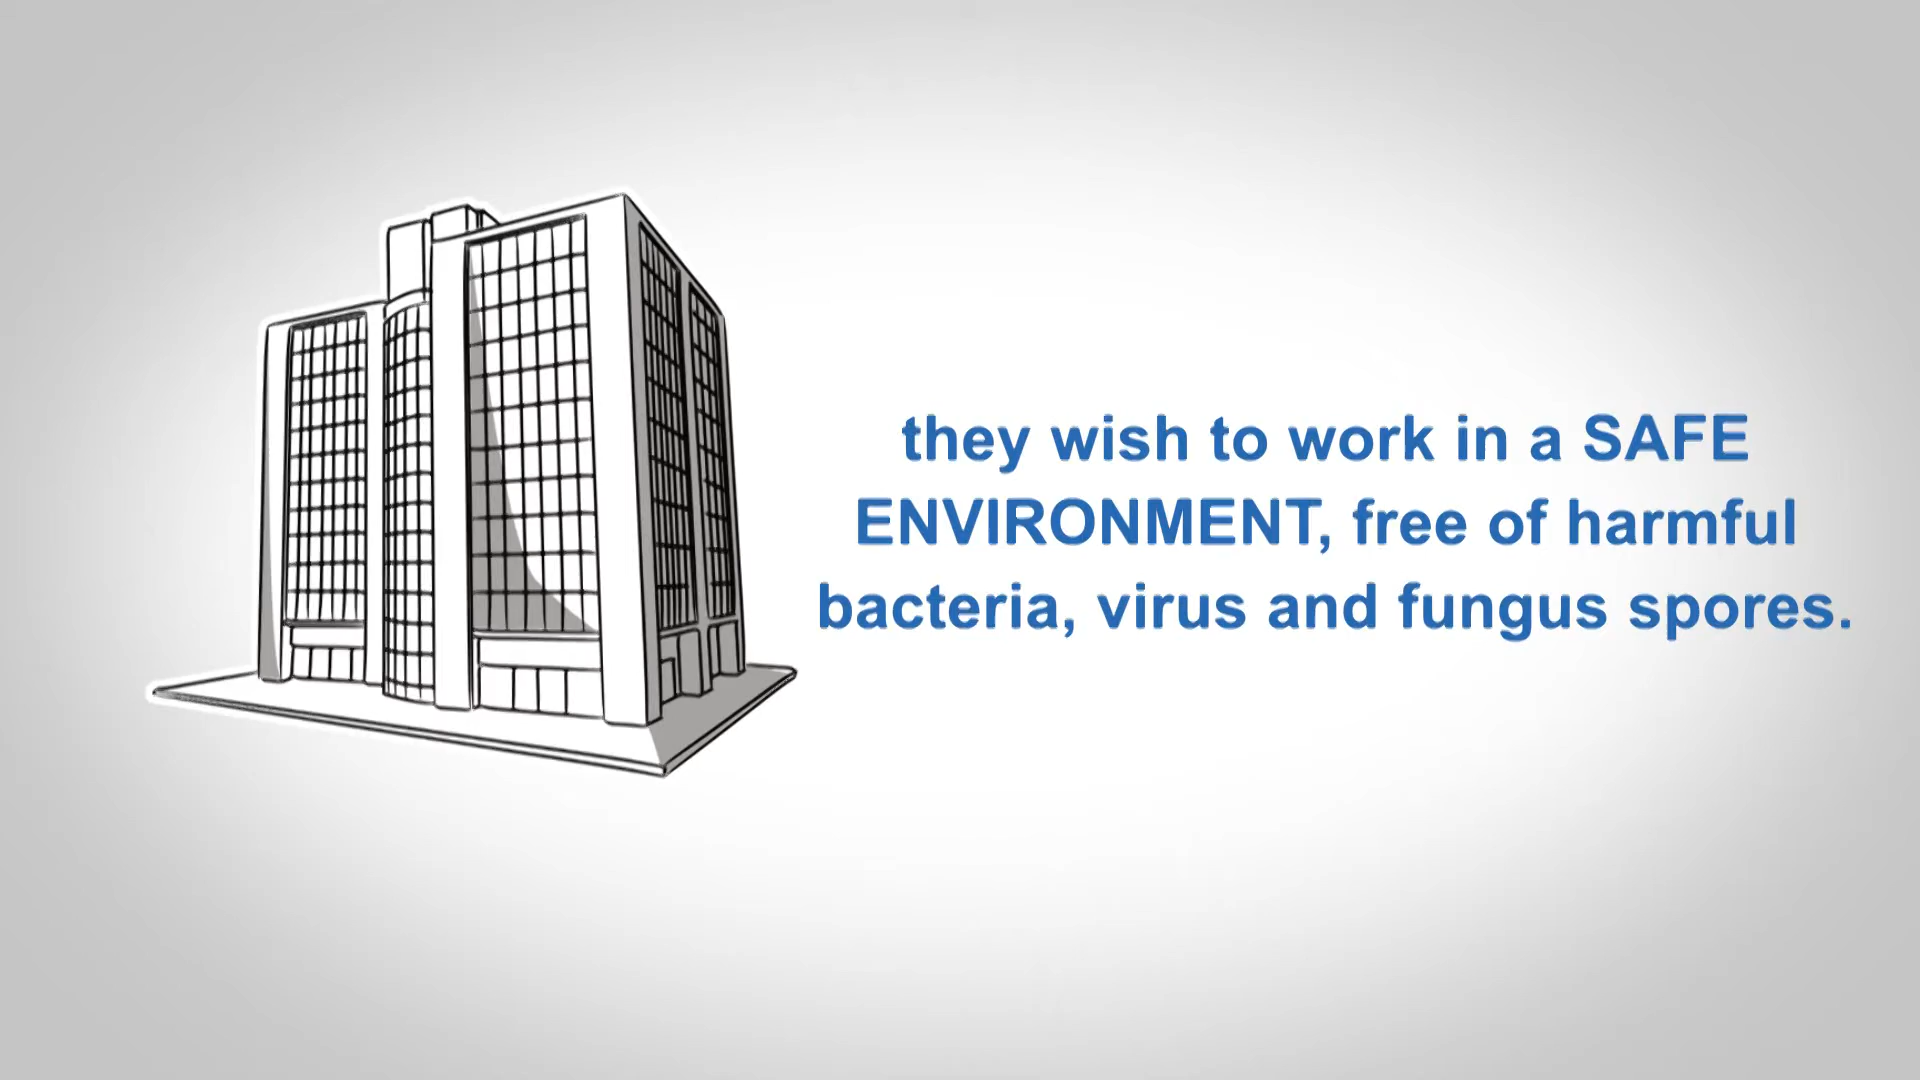 they wish to work in a SAFE
ENVIRONMENT, free of harmful
bacteria, virus and fungus spores.